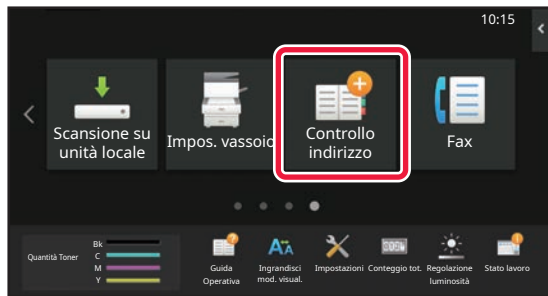 10:15
Scansione su
unità locale
Impos. vassoio
Controllo
indirizzo
Fax
Quantità Toner
Bk
C
M
Y
Guida
Operativa
Ingrandisci
mod. visual.
Impostazioni
Conteggio tot.
Regolazione
luminosità
Stato lavoro